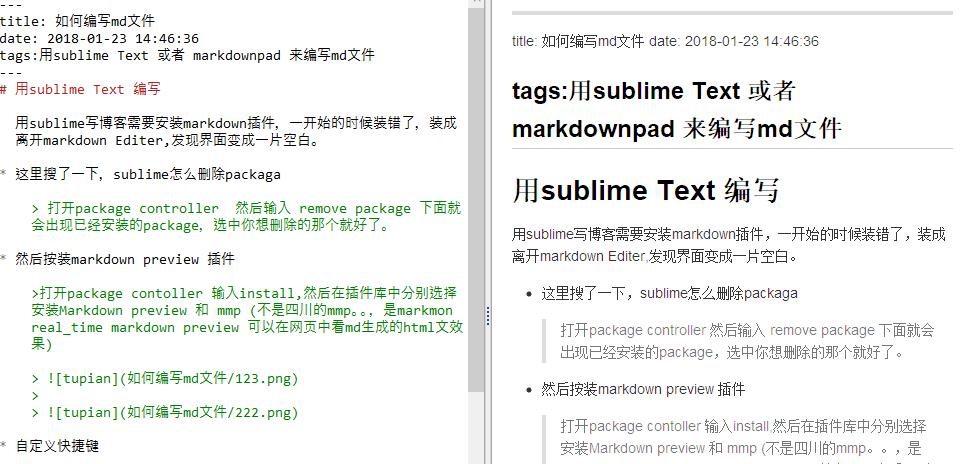 ---
title: 如何编写md文件
date: 2018-01-23 14:46:36
tags:用sublime Text 或者 markdownpad 来编写md文件
---
# 用sublime Text 编写
用sublime写博客需要安装markdown插件，一开始的时候装错了，装成
离开markdown Editer,发现界面变成一片空白。
* 这里搜了一下，sublime怎么删除packaga
> 打开package controller  然后输入 remove package 下面就
会出现已经安装的package，选中你想删除的那个就好了。
* 然后按装markdown preview 插件
>打开package contoller 输入install,然后在插件库中分别选择
安装Markdown preview 和 mmp (不是四川的mmp。。，是markmon
real_time markdown preview 可以在网页中看md生成的html文效
果)
> ![tupian](如何编写md文件/123.png)
>
> ![tupian](如何编写md文件/222.png)
* 自定义快捷键
title: 如何编写md文件 date: 2018-01-23 14:46:36
tags:用sublime Text 或者
markdownpad 来编写md文件
用sublime Text 编写
用sublime写博客需要安装markdown插件，一开始的时候装错了，装成
离开markdown Editer,发现界面变成一片空白。
• 这里搜了一下，sublime怎么删除packaga
打开package controller 然后输入 remove package 下面就会
出现已经安装的package，选中你想删除的那个就好了。
• 然后按装markdown preview 插件
打开package contoller 输入install,然后在插件库中分别选择
安装Markdown preview 和 mmp (不是四川的mmp。。，是